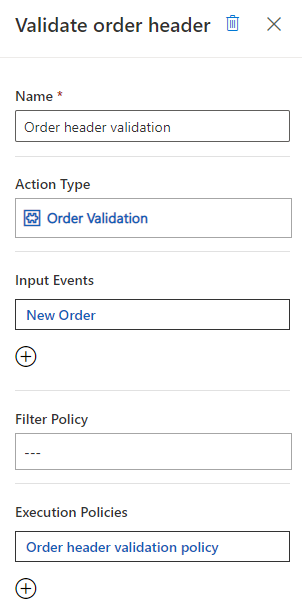 Validate order header
Name *
Order header validation
Action Type
Order Validation
Input Events
New Order
Filter Policy
---
Execution Policies
Order header validation policy